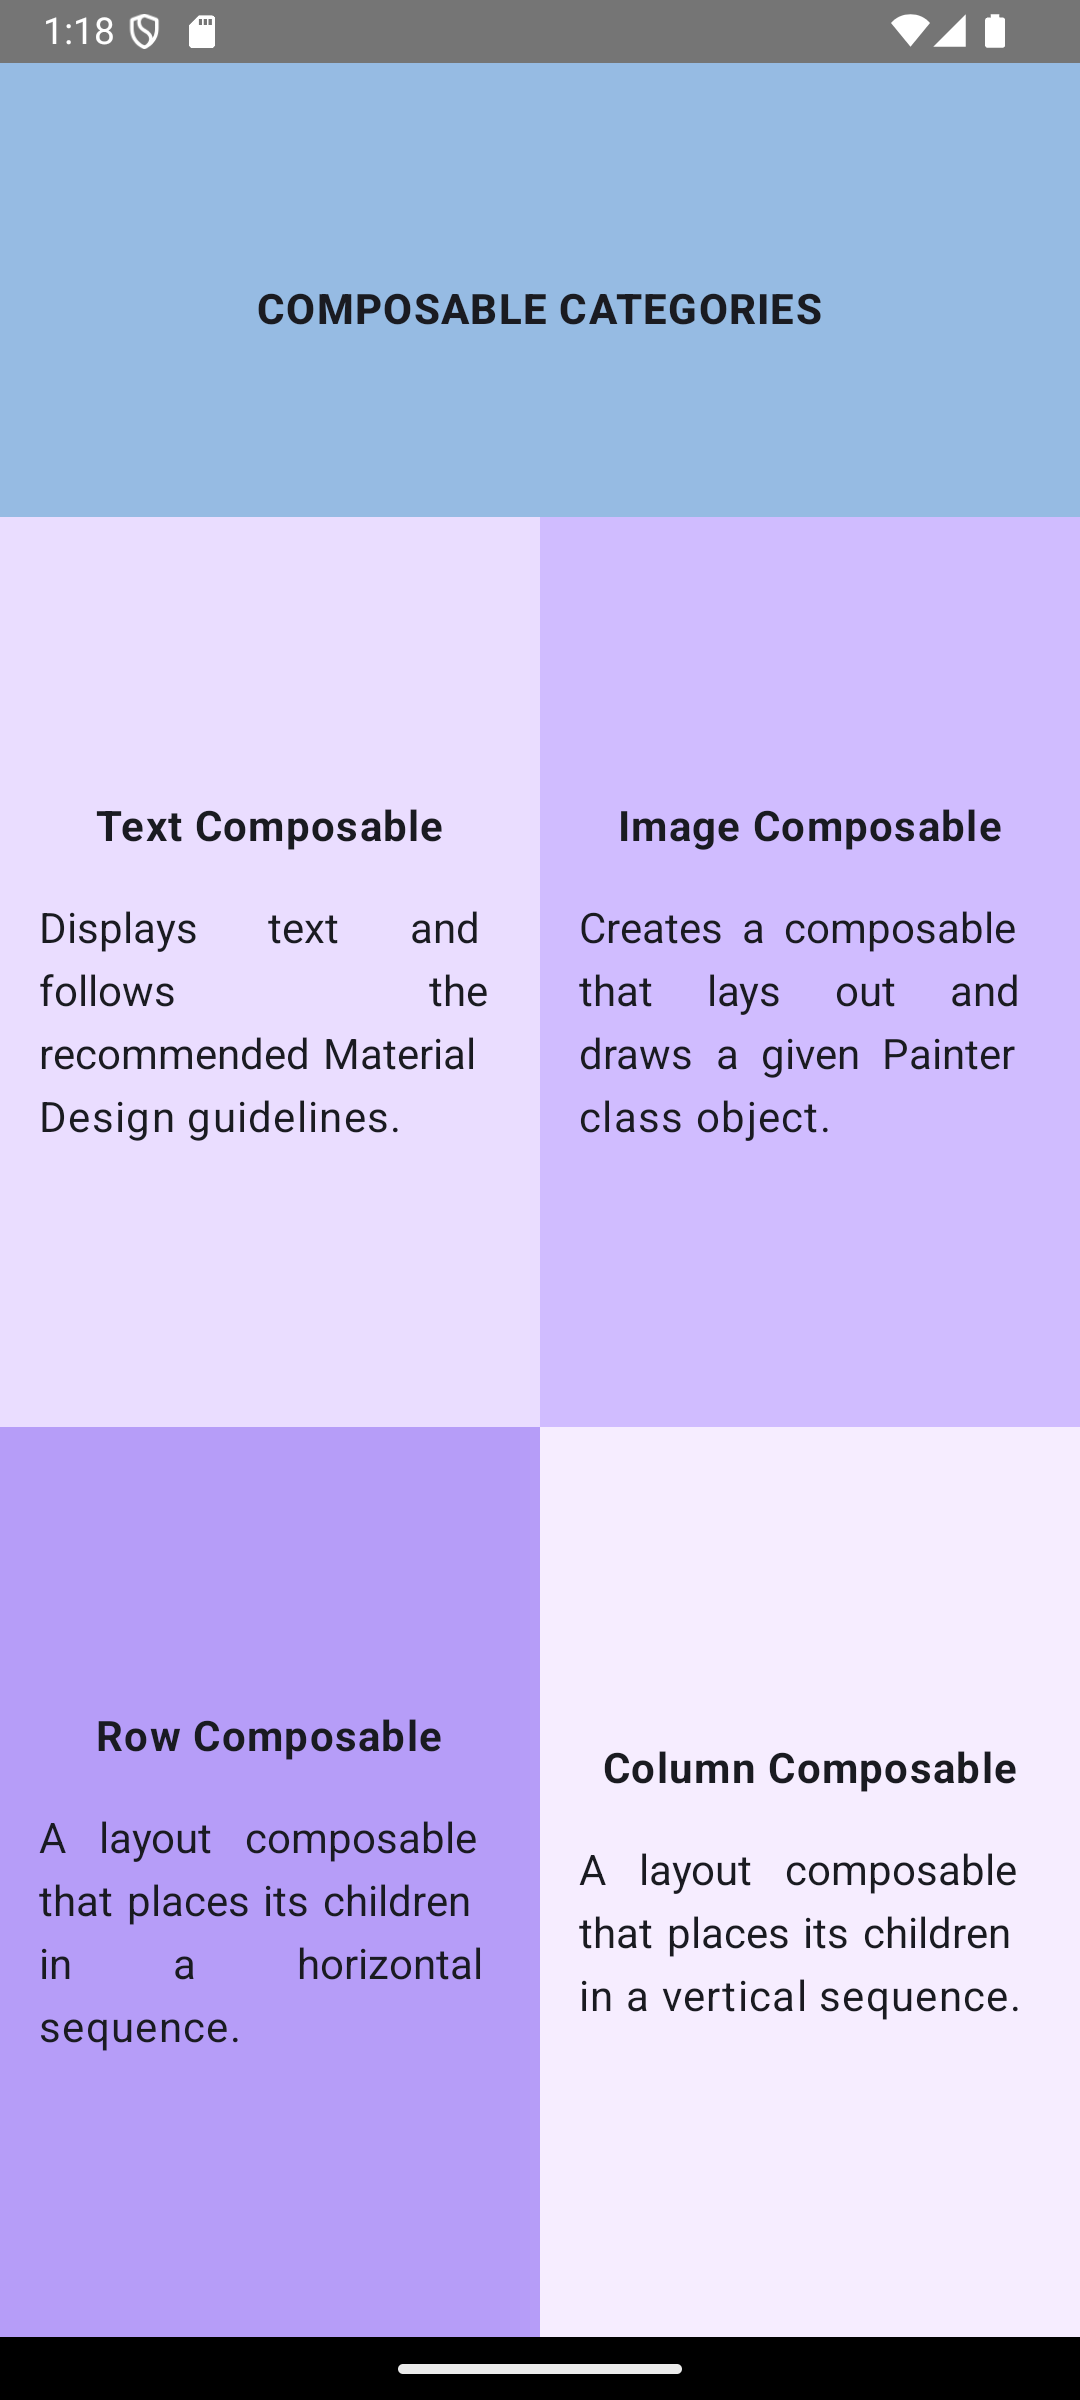 1:18
COMPOSABLE CATEGORIES
Text Composable
Displays text and
follows the
recommended Material
Design guidelines.
Image Composable
Creates a composable
that lays out and
draws a given Painter
class object.
Row Composable
A layout composable
that places its children
in a horizontal
sequence.
Column Composable
A layout composable
that places its children
in a vertical sequence.